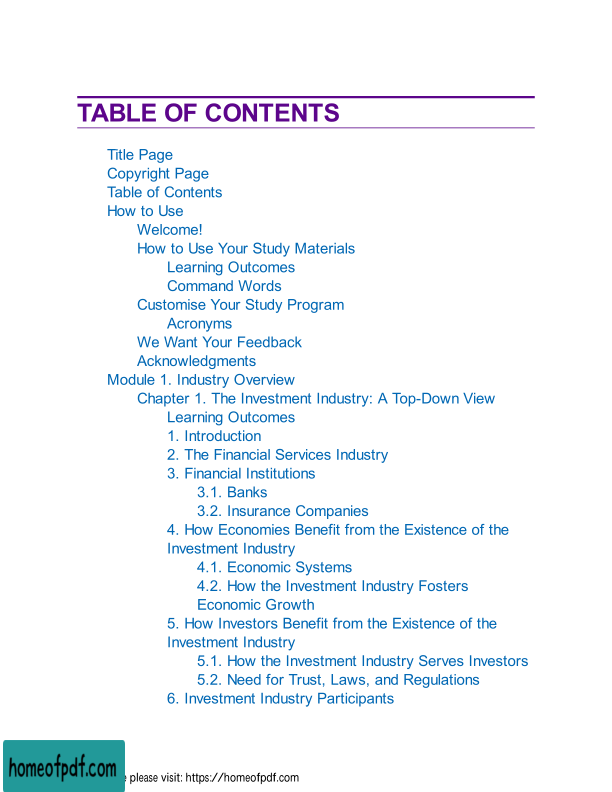 TABLE OF CONTENTS
Title Page
Copyright Page
Table of Contents
How to Use
Welcome!
How to Use Your Study Materials
Learning Outcomes
Command Words
Customise Your Study Program
Acronyms
We Want Your Feedback
Acknowledgments
Module 1. Industry Overview
Chapter 1. The Investment Industry: A Top-Down View
Learning Outcomes
1. Introduction
2. The Financial Services Industry
3. Financial Institutions
3.1. Banks
3.2. Insurance Companies
4. How Economies Benefit from the Existence of the
Investment Industry
4.1. Economic Systems
4.2. How the Investment Industry Fosters
Economic Growth
5. How Investors Benefit from the Existence of the
Investment Industry
5.1. How the Investment Industry Serves Investors
5.2. Need for Trust, Laws, and Regulations
6. Investment Industry Participants
homeofpdf.com
please visit: https://homeofpdf.com